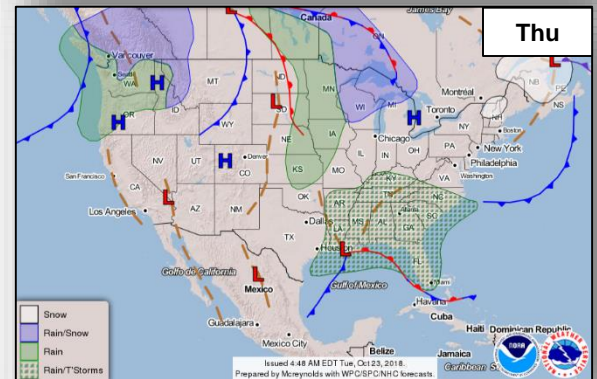 Thu
James Bay
Canada
ON
Vancouver
WA
MT
ND
MN
Montréal
NB
PE
NS
OR
ID
SD
WI
MI
Toronto
NH
Boston
WY
NY
New York
Chicago
PA
Philadelphia
NE
IA
NV
UT
Denver
CO
IL
IN
OH
Washington
San Francisco
CA
KS
MO
KY
VA
Los Angeles
AZ
NM
OK
AR
TN
NC
Atlanta
SC
Dallas
TX
LA
MS
AL
GA
Houston
FL
Golfo de California
Gulf of Mexico
Miami
Mexico
Havana
Cuba
Guadalajara
Mexico City
Belize
Haiti
Dominican Republic
Jamaica
Caribbean
H
H
H
H
L
L
L
L
L
L
Snow
Rain/Snow
Rain
Rain/T'Storms
Issued 4:48 AM EDT Tue, Oct 23, 2018.
Prepared by Mcreynolds with WPC/SPC/NHC forecasts.
NOAA